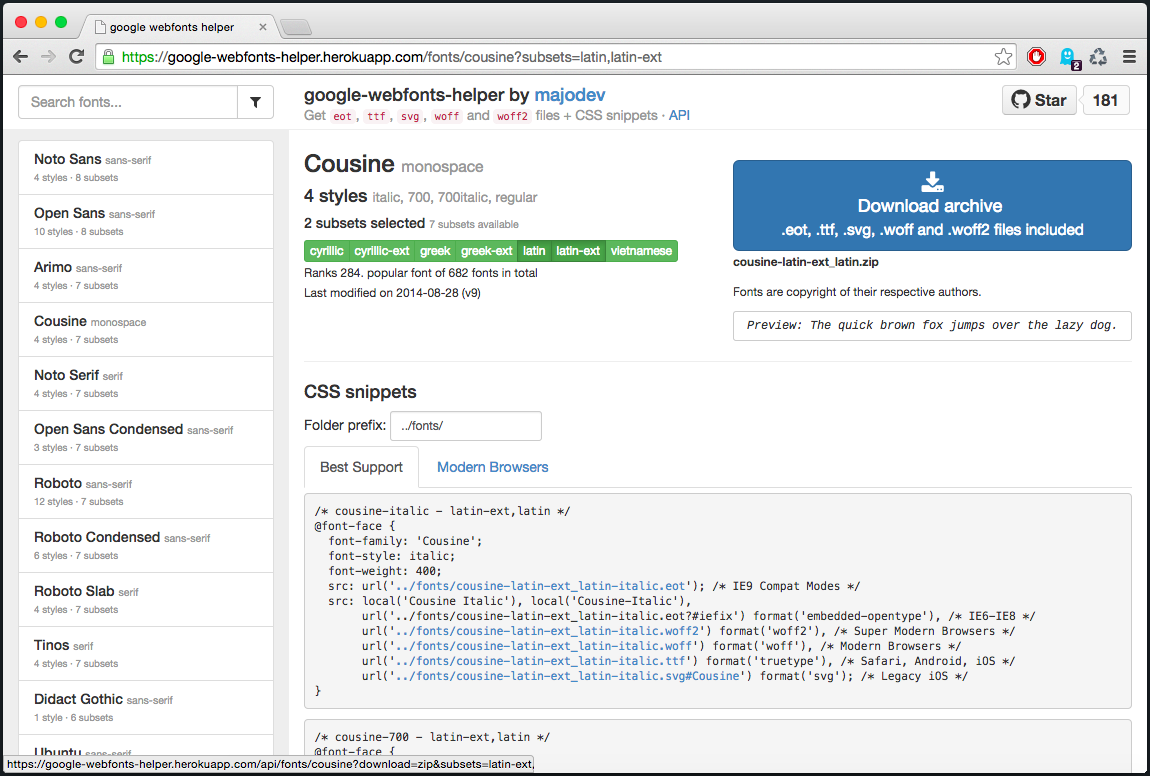 google webfonts helper
https://google-webfonts-helper.herokuapp.com/fonts/cousine?subsets=latin,latin-ext
2
Search fonts...
google-webfonts-helper by majodev
Get eot, ttf, svg, woff and woff2 files + CSS snippets · API
Star 181
Noto Sans sans-serif
4 styles · 8 subsets
Open Sans sans-serif
10 styles · 8 subsets
Arimo sans-serif
4 styles · 7 subsets
Cousine monospace
4 styles · 7 subsets
Noto Serif serif
4 styles · 7 subsets
Open Sans Condensed sans-serif
3 styles · 7 subsets
Roboto sans-serif
12 styles · 7 subsets
Roboto Condensed sans-serif
6 styles · 7 subsets
Roboto Slab serif
4 styles · 7 subsets
Tinos serif
4 styles · 7 subsets
Didact Gothic sans-serif
1 style · 6 subsets
Ubuntu sans-serif
Cousine monospace
4 styles italic, 700, 700italic, regular
2 subsets selected 7 subsets available
cyrillic cyrillic-ext greek greek-ext latin latin-ext vietnamese
Ranks 284. popular font of 682 fonts in total
Last modified on 2014-08-28 (v9)
Download archive
.eot, .ttf, .svg, .woff and .woff2 files included
cousine-latin-ext_latin.zip
Fonts are copyright of their respective authors.
Preview: The quick brown fox jumps over the lazy dog.
CSS snippets
Folder prefix: ../fonts/
Best Support Modern Browsers
/* cousine-italic - latin-ext,latin */
@font-face {
font-family: 'Cousine';
font-style: italic;
font-weight: 400;
src: url('../fonts/cousine-latin-ext_latin-italic.eot'); /* IE9 Compat Modes */
src: local('Cousine Italic'), local('Cousine-Italic'),
url('../fonts/cousine-latin-ext_latin-italic.eot?#iefix') format('embedded-opentype'), /* IE6-IE8 */
url('../fonts/cousine-latin-ext_latin-italic.woff2') format('woff2'), /* Super Modern Browsers */
url('../fonts/cousine-latin-ext_latin-italic.woff') format('woff'), /* Modern Browsers */
url('../fonts/cousine-latin-ext_latin-italic.ttf') format('truetype'), /* Safari, Android, iOS */
url('../fonts/cousine-latin-ext_latin-italic.svg#Cousine') format('svg'); /* Legacy iOS */
}
/* cousine-700 - latin-ext,latin */
@font-face {
https://google-webfonts-helper.herokuapp.com/api/fonts/cousine?download=zip&subsets=latin-ext,